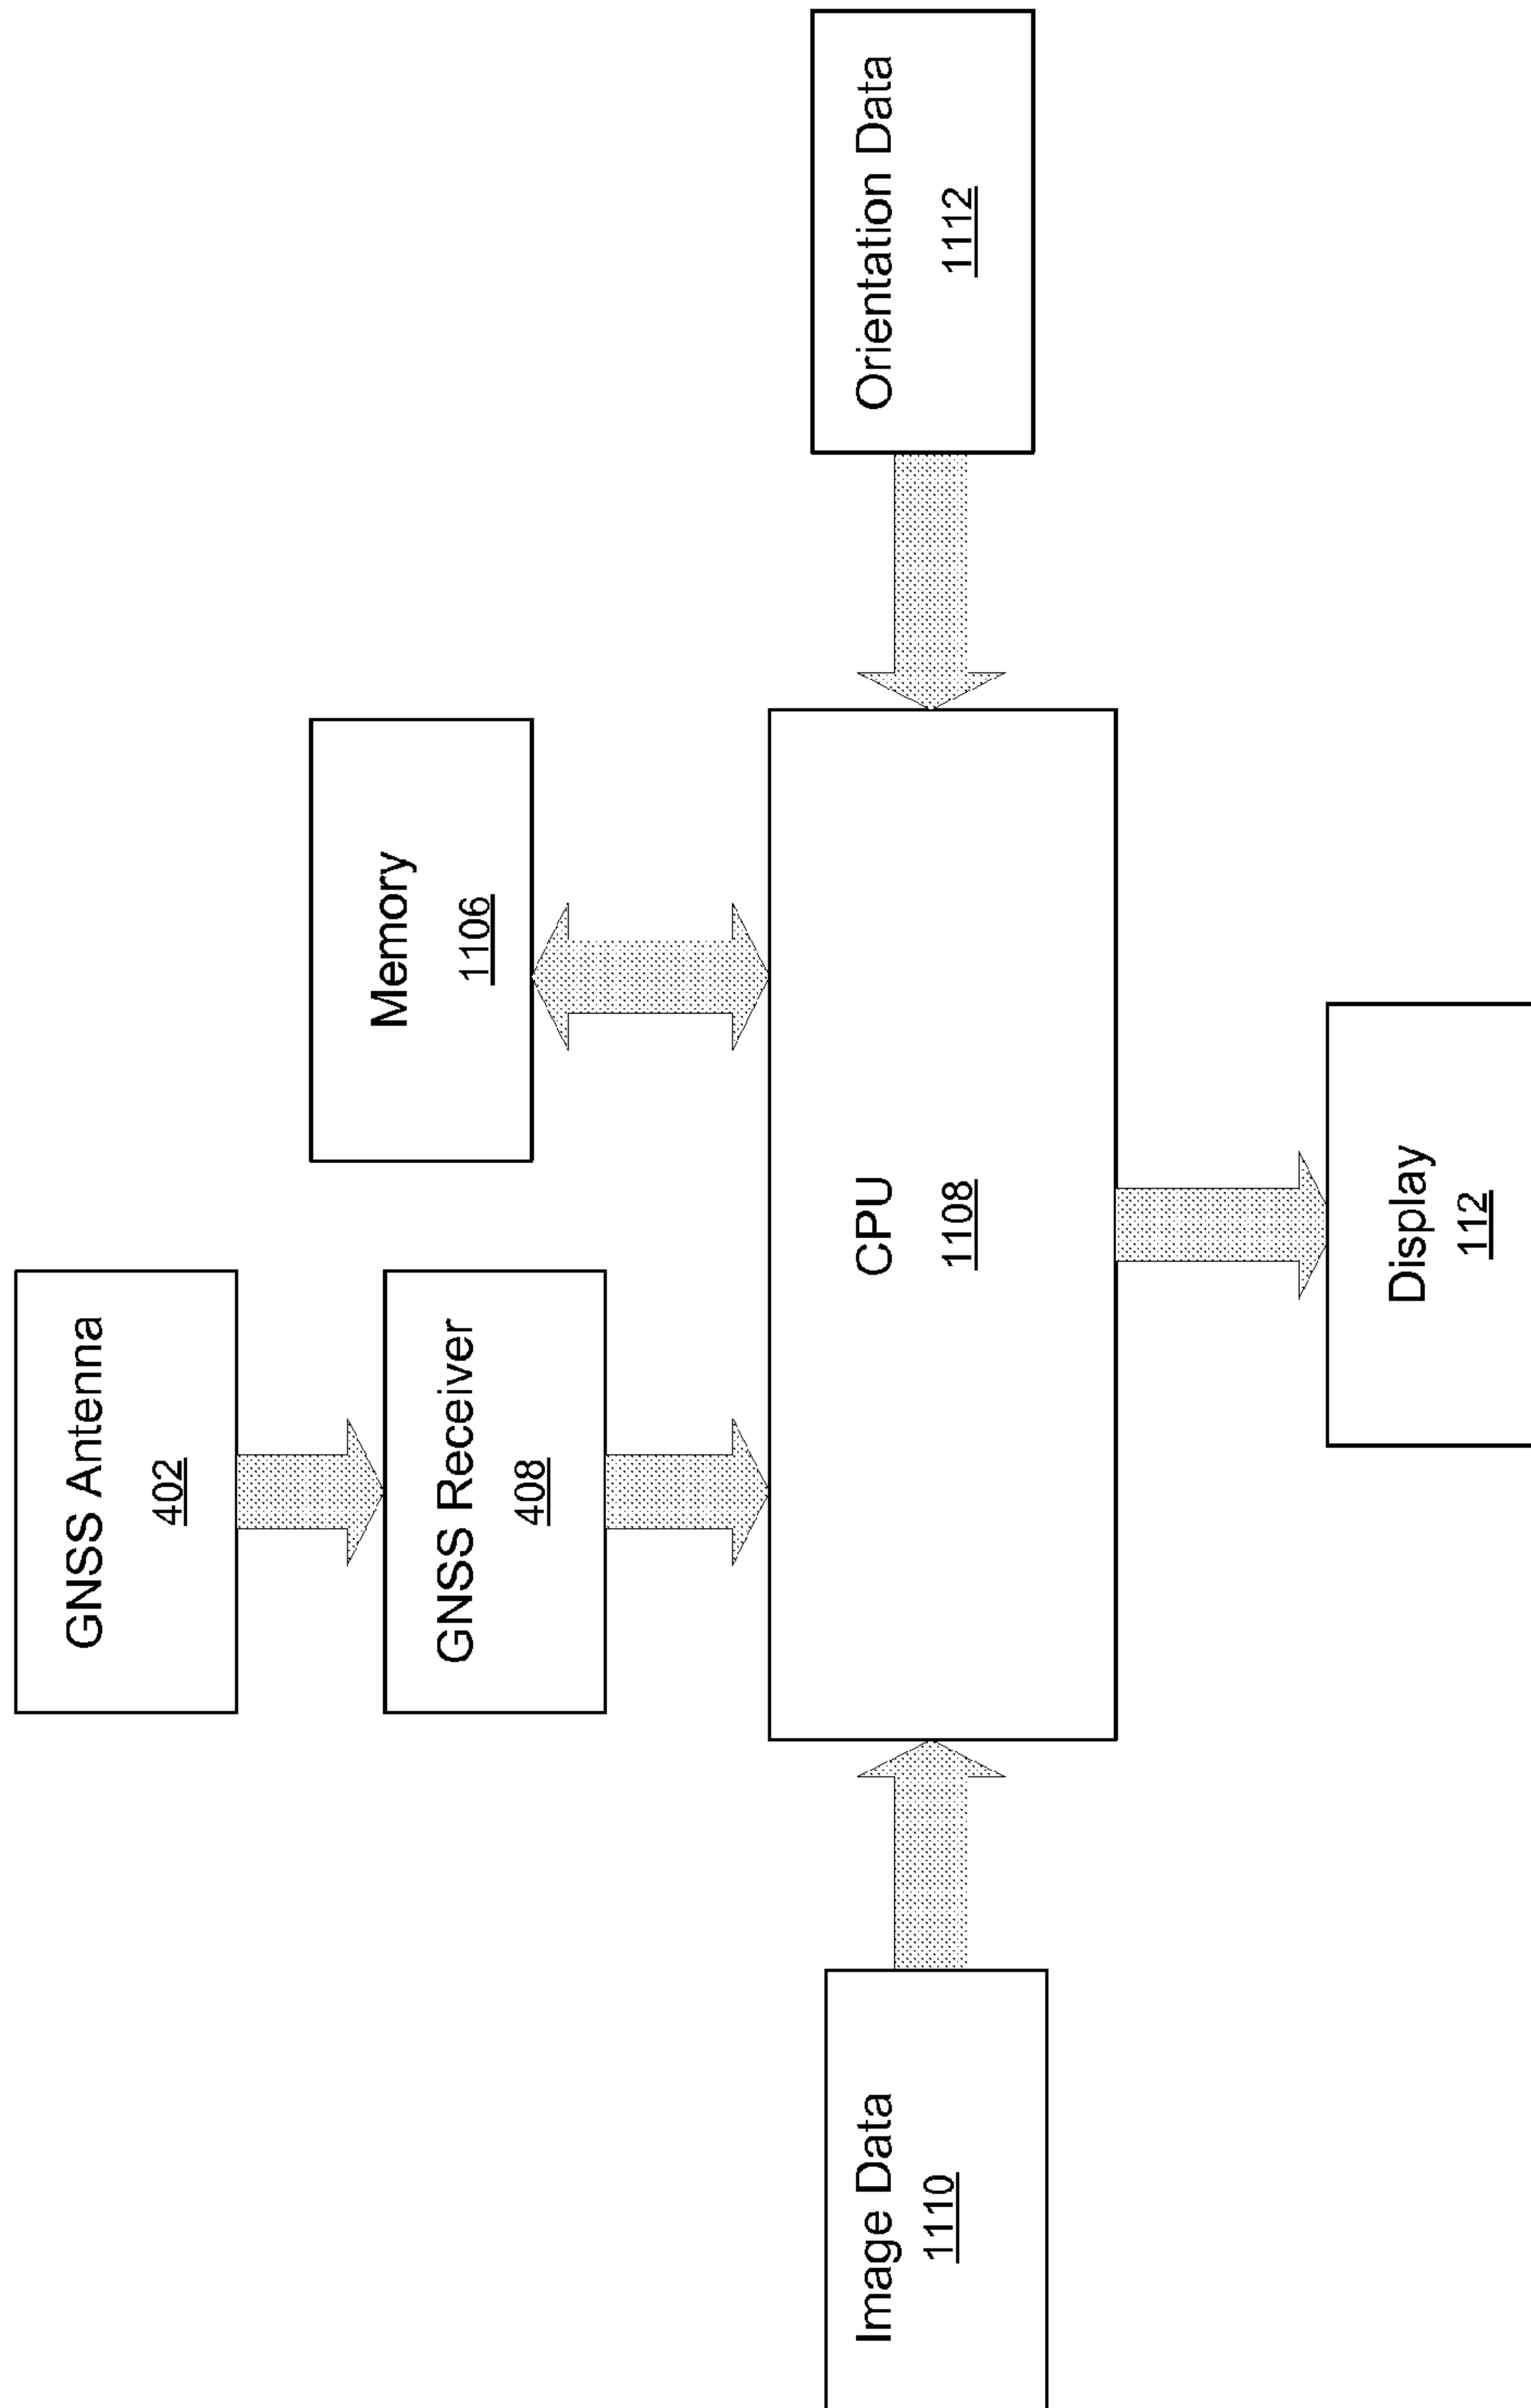 GNSS Antenna
402
GNSS Receiver
408
Memory
1106
Image Data
1110
CPU
1108
Orientation Data
1112
Display
112